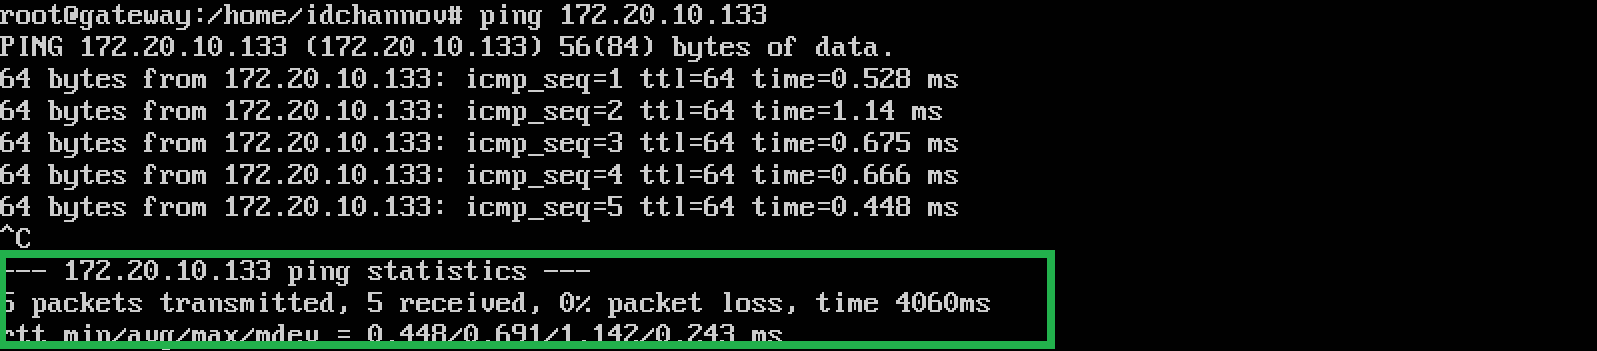 root@gateway:/home/idchannov# ping 172.20.10.133
PING 172.20.10.133 (172.20.10.133) 56(84) bytes of data.
64 bytes from 172.20.10.133: icmp_seq=1 ttl=64 time=0.528 ms
64 bytes from 172.20.10.133: icmp_seq=2 ttl=64 time=1.14 ms
64 bytes from 172.20.10.133: icmp_seq=3 ttl=64 time=0.675 ms
64 bytes from 172.20.10.133: icmp_seq=4 ttl=64 time=0.666 ms
64 bytes from 172.20.10.133: icmp_seq=5 ttl=64 time=0.448 ms
^C
--- 172.20.10.133 ping statistics ---
5 packets transmitted, 5 received, 0% packet loss, time 4060ms
rtt min/avg/max/mdev = 0.448/0.691/1.142/0.243 ms